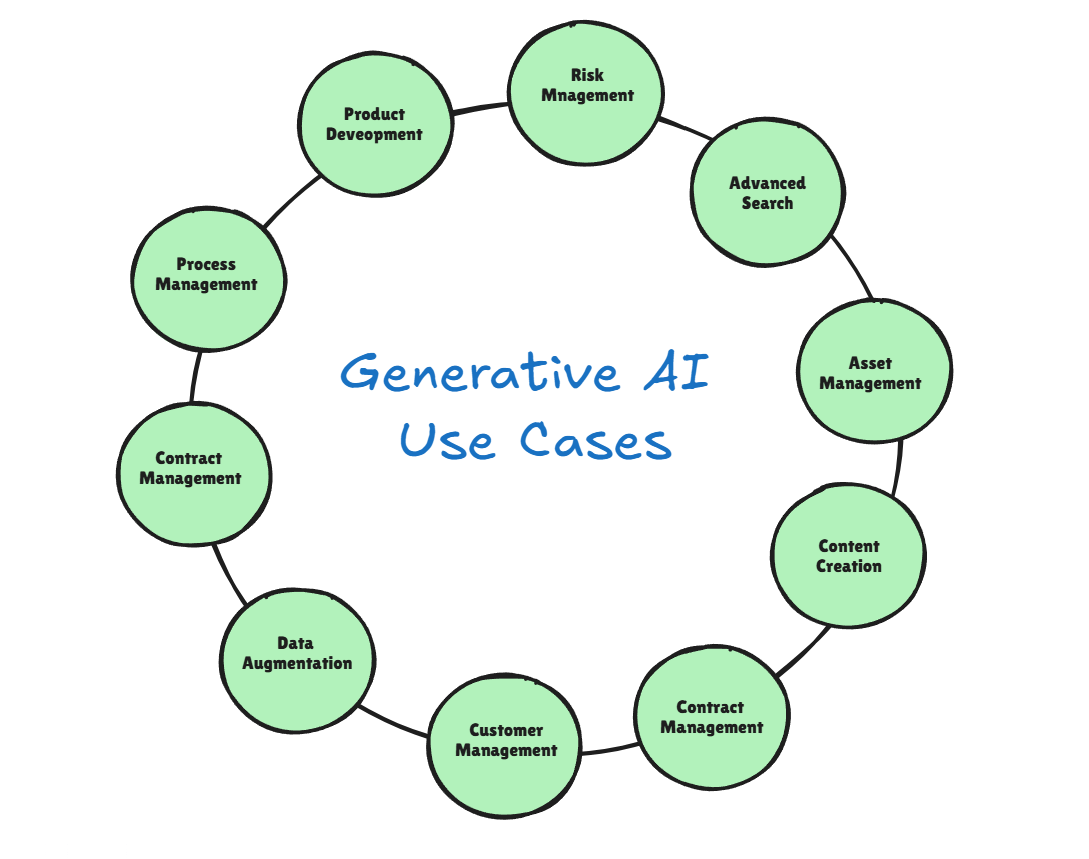 Risk
Mnagement
Product
Deveopment
Advanced
Search
Process
Management
Asset
Management
Generative AI
Use Cases
Contract
Management
Content
Creation
Data
Augmentation
Contract
Management
Customer
Management